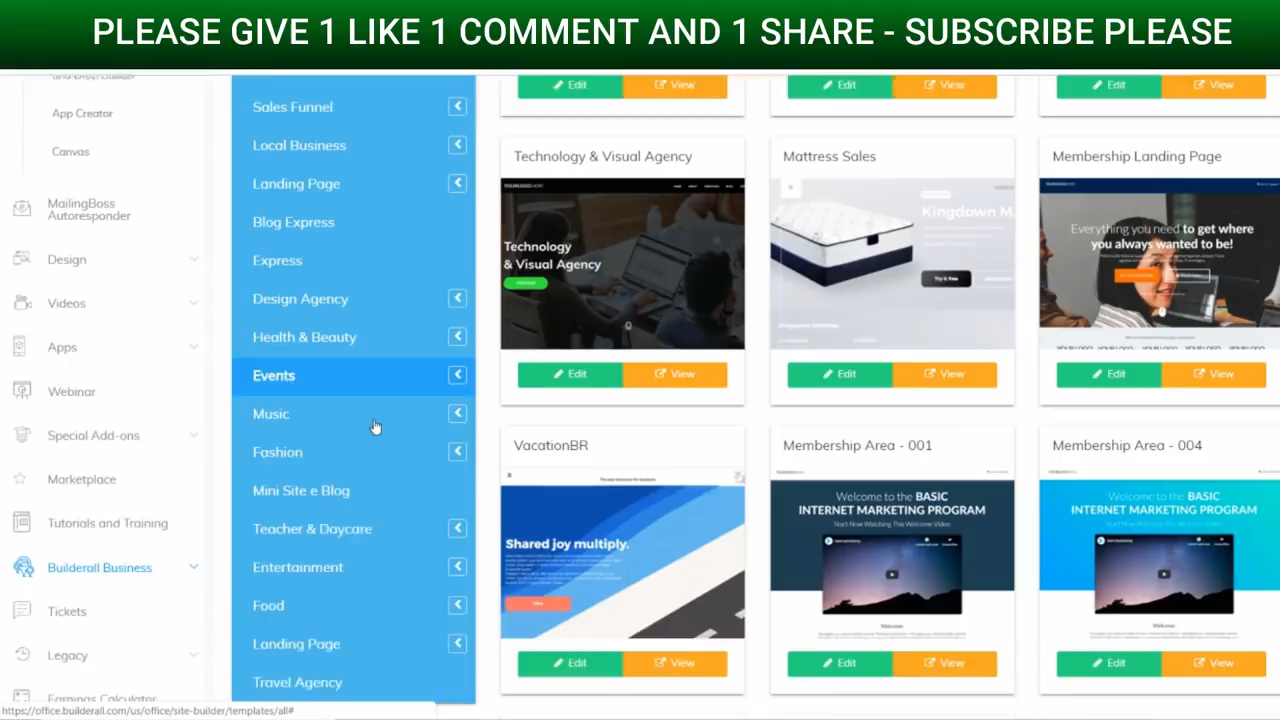 PLEASE GIVE 1 LIKE 1 COMMENT AND 1 SHARE - SUBSCRIBE PLEASE
App Creator
Canvas
MailingBoss
Autoresponder
Design
Videos
Apps
Webinar
Special Add-ons
Marketplace
Tutorials and Training
Builderall Business
Tickets
Legacy
Earnings Calculator
https://office.builderall.com/us/office/site-builder/templates/all#
Sales Funnel
Local Business
Landing Page
Blog Express
Express
Design Agency
Health & Beauty
Events
Music
Fashion
Mini Site e Blog
Teacher & Daycare
Entertainment
Food
Landing Page
Travel Agency
Edit View
Edit View
Edit View
Technology & Visual Agency
Technology
& Visual Agency
Edit View
Mattress Sales
Kingdown M
Try & free
Edit View
Membership Landing Page
Everything you need to get where
you always wanted to be!
Edit View
VacationBR
Shared joy multiply.
Edit View
Membership Area - 001
Welcome to the BASIC
INTERNET MARKETING PROGRAM
Start Now Watching This Welcome Video
Welcome
Edit View
Membership Area - 004
Welcome to the BASIC
INTERNET MARKETING PROGRAM
Start Now Watching This Welcome Video
Welcome
Edit View